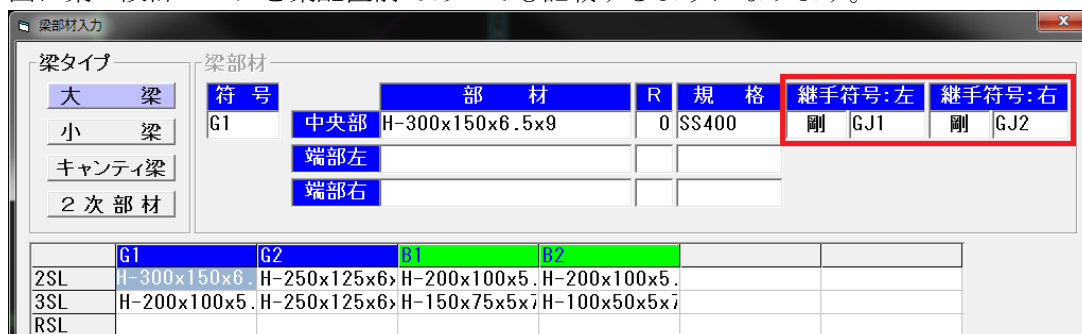 梁部材入力
梁タイプ
梁部材
大 梁
小 梁
キャンティ梁
2次部材
符 号 部 材 R 規 格 継手符号:左 継手符号:右
G1 中央部 H-300x150x6.5x9 0 SS400 剛 GJ1 剛 GJ2
端部左
端部右
G1 G2 B1 B2
2SL H-300x150x6. H-250x125x6x H-200x100x5. H-200x100x5.
3SL H-200x100x5. H-250x125x6x H-150x75x5x7 H-100x50x5x7
RSL